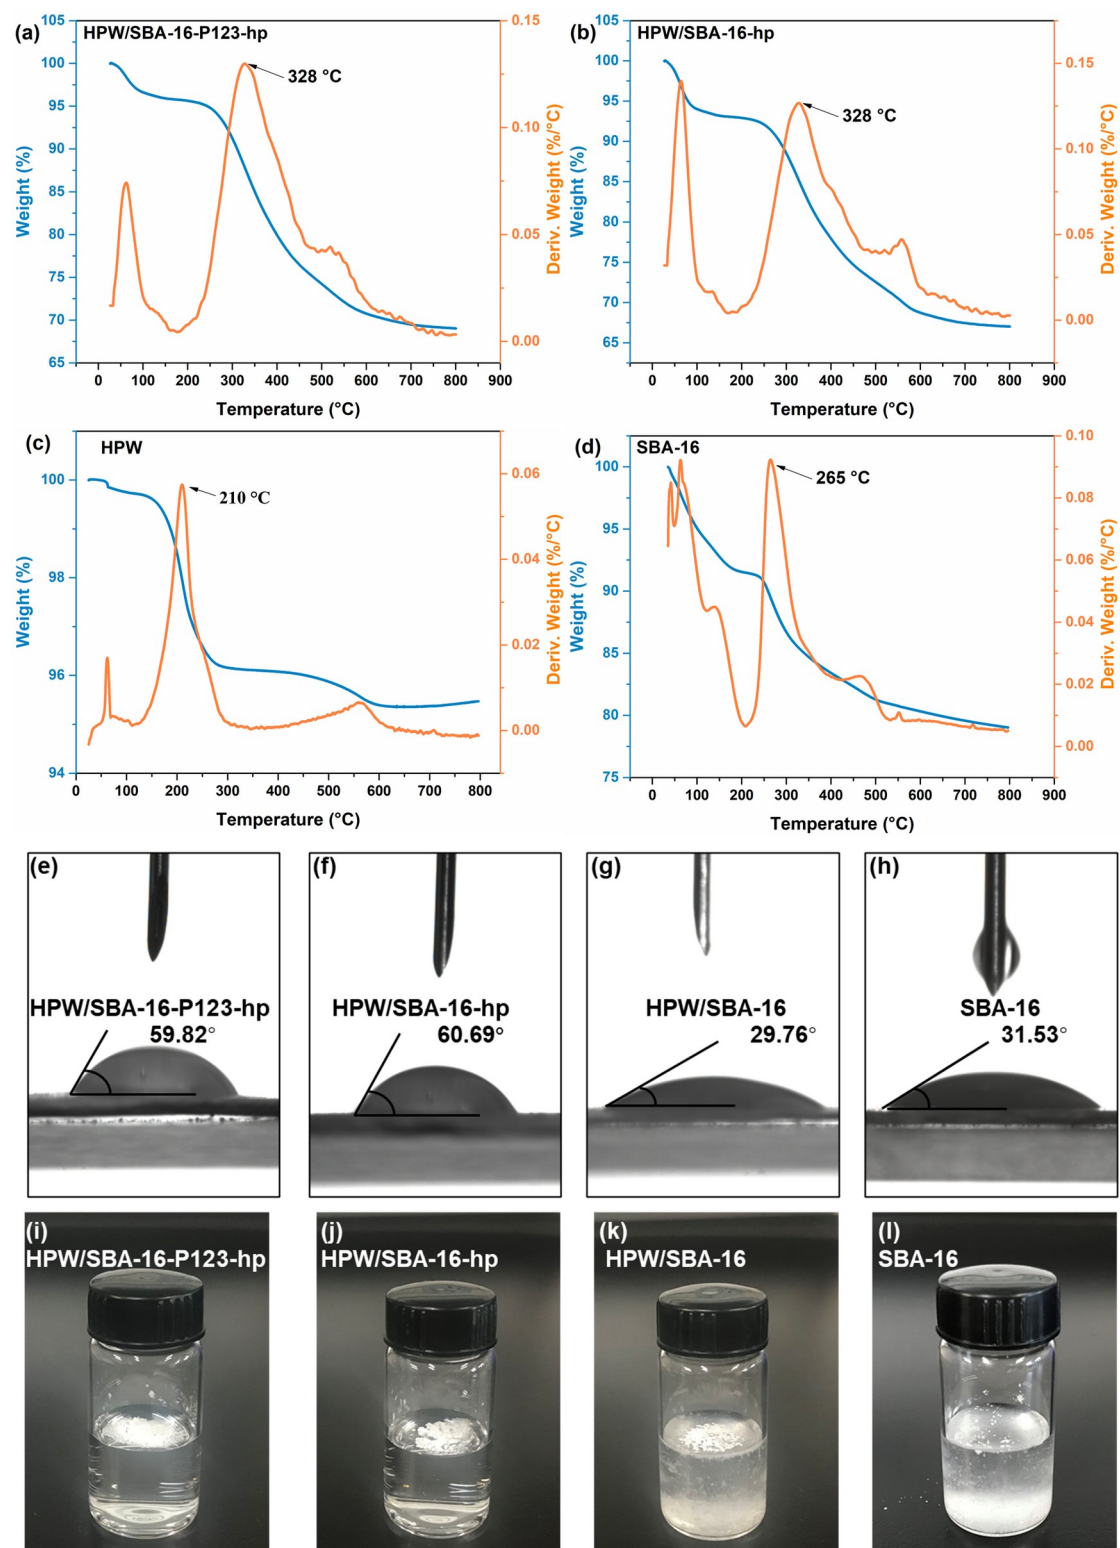 (a)
HPW/SBA-16-P123-hp
328 °C
105
100
95
90
85
80
75
70
65
Weight (%)
0.15
0.10
0.05
0.00
Deriv. Weight (%/°C)
0 100 200 300 400 500 600 700 800 900
Temperature (°C)
(b)
HPW/SBA-16-hp
328 °C
105
100
95
90
85
80
75
70
65
Weight (%)
0.15
0.10
0.05
0.00
Deriv. Weight (%/°C)
0 100 200 300 400 500 600 700 800 900
Temperature (°C)
(c)
HPW
210 °C
100
98
96
94
Weight (%)
0.06
0.04
0.02
0.00
Deriv. Weight (%/°C)
0 100 200 300 400 500 600 700 800
Temperature (°C)
(d)
SBA-16
265 °C
100
95
90
85
80
75
Weight (%)
0.10
0.08
0.06
0.04
0.02
0.00
Deriv. Weight (%/°C)
0 100 200 300 400 500 600 700 800 900
Temperature (°C)
(e)
HPW/SBA-16-P123-hp
59.82°
(f)
HPW/SBA-16-hp
60.69°
(g)
HPW/SBA-16
29.76°
(h)
SBA-16
31.53°
(i)
HPW/SBA-16-P123-hp
(j)
HPW/SBA-16-hp
(k)
HPW/SBA-16
(l)
SBA-16